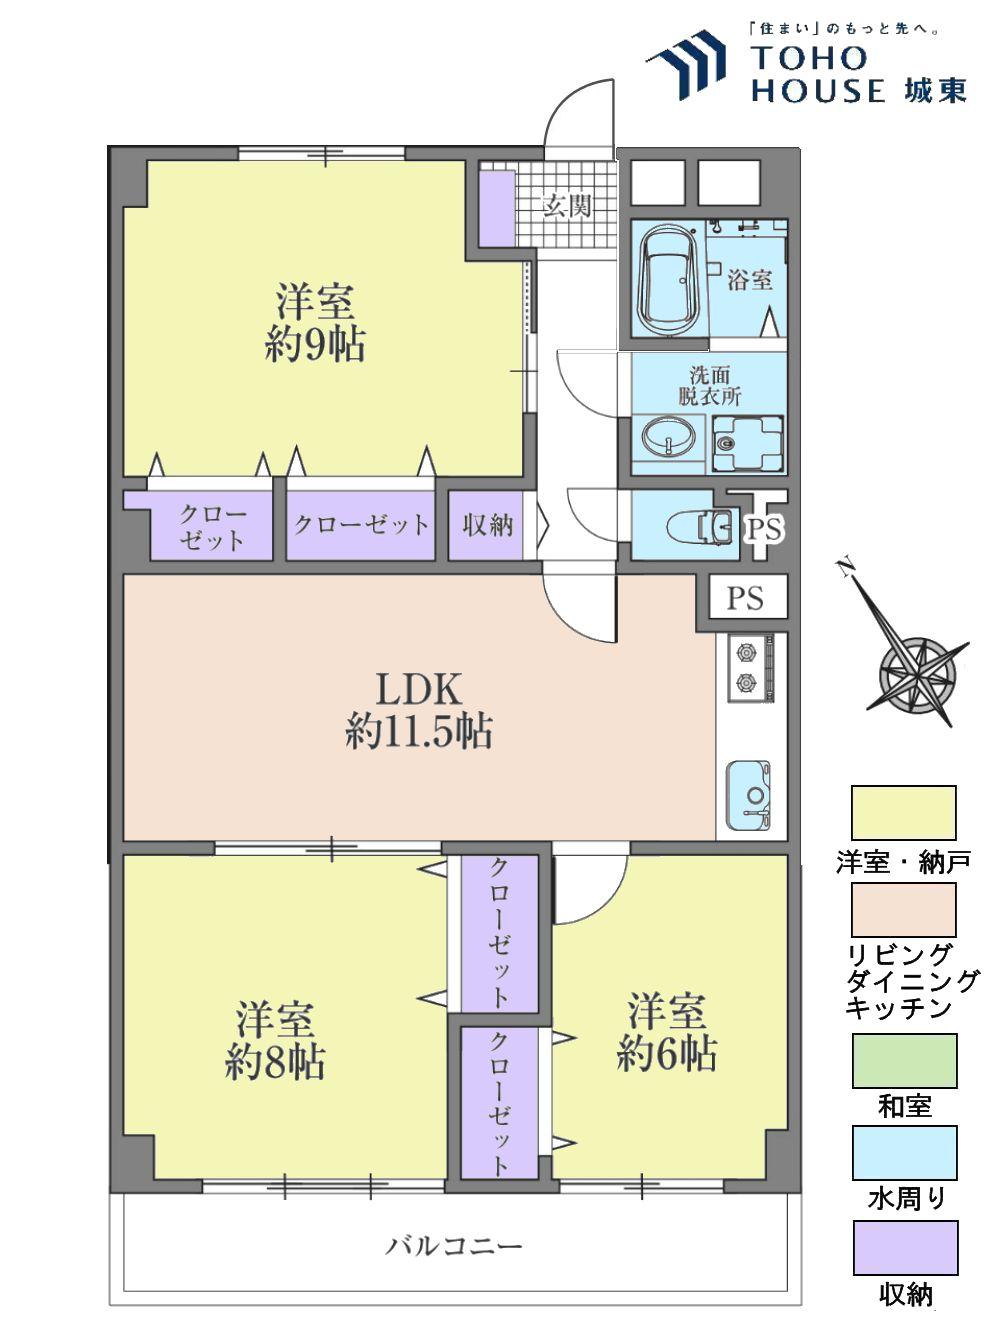 「住まい」のもっと先へ。
TOHO
HOUSE 城東
玄関
洋室
約9帖
浴室
洗面
脱衣所
クロー
ゼット
クローゼット
収納
PS
PS
N
LDK
約11.5帖
クローゼット
洋室
約8帖
洋室
約6帖
クローゼット
バルコニー
洋室・納戸
リビング
ダイニング
キッチン
和室
水周り
収納